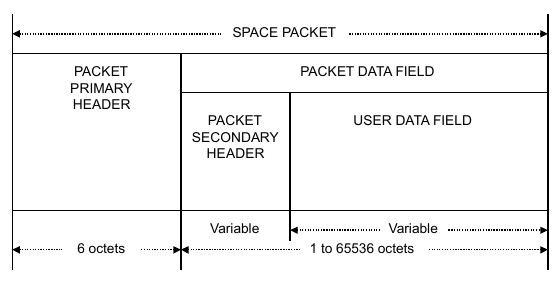 SPACE PACKET
PACKET
PRIMARY
HEADER
PACKET DATA FIELD
PACKET
SECONDARY
HEADER
USER DATA FIELD
Variable
Variable
6 octets
1 to 65536 octets